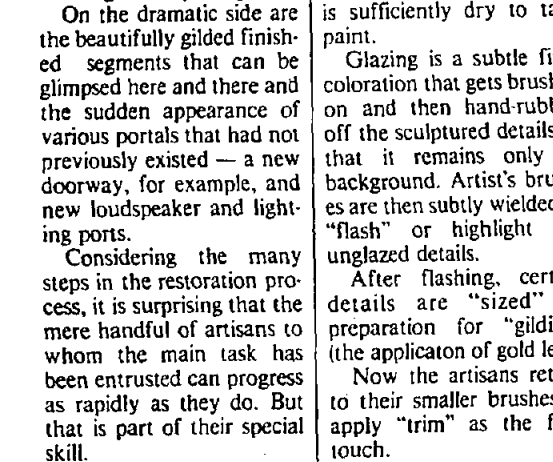 On the dramatic side are
the beautifully gilded finish-
ed segments that can be
glimpsed here and there and
the sudden appearance of
various portals that had not
previously existed — a new
doorway, for example, and
new loudspeaker and light-
ing ports.
Considering the many
steps in the restoration pro-
cess, it is surprising that the
mere handful of artisans to
whom the main task has
been entrusted can progress
as rapidly as they do. But
that is part of their special
skill.
is sufficiently dry to
paint.
Glazing is a subtle
coloration that gets
on and then
off the sculptured details
that it remains only
background. Artist's
es are then subtly wielded
"flash" or highlight
unglazed details.
After flashing,
details are "sized"
preparation for
(the applicaton of gold
Now the artisans
to their smaller brushes
apply "trim" as the
touch.